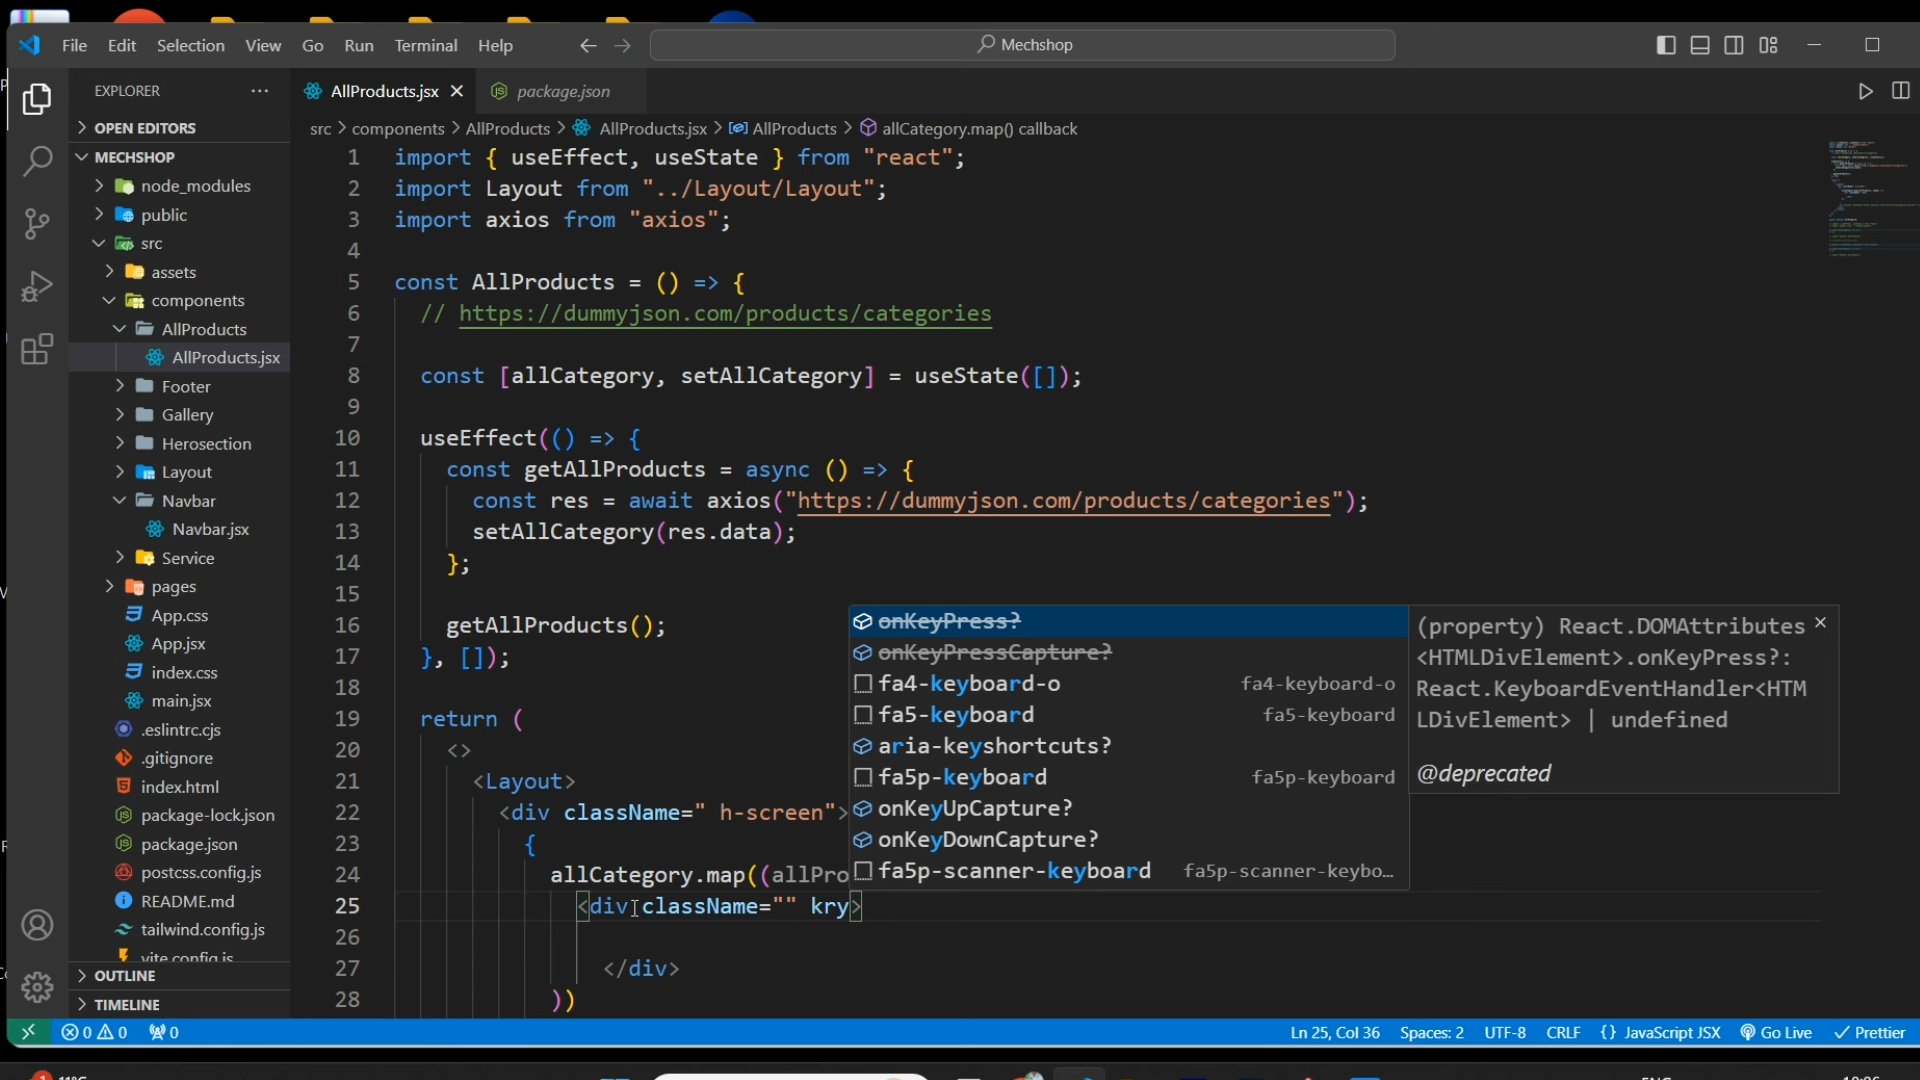 File Edit Selection View Go Run Terminal Help
Mechshop
EXPLORER
OPEN EDITORS
MECHSHOP
node_modules
public
src
assets
components
AllProducts
AllProducts.jsx
Footer
Gallery
Herosection
Layout
Navbar
Navbar.jsx
Service
pages
App.css
App.jsx
index.css
main.jsx
.eslintrc.cjs
.gitignore
index.html
package-lock.json
package.json
postcss.config.js
README.md
tailwind.config.js
vite.config.js
OUTLINE
TIMELINE
AllProducts.jsx package.json
src > components > AllProducts > AllProducts.jsx > AllProducts > allCategory.map() callback
1 import { useEffect, useState } from "react";
2 import Layout from "../Layout/Layout";
3 import axios from "axios";
4
5 const AllProducts = () => {
6 // https://dummyjson.com/products/categories
7
8 const [allCategory, setAllCategory] = useState([]);
9
10 useEffect(() => {
11 const getAllProducts = async () => {
12 const res = await axios("https://dummyjson.com/products/categories");
13 setAllCategory(res.data);
14 };
15
16 getAllProducts();
17 }, []);
18
19 return (
20 <>
21 <Layout>
22 <div className=" h-screen">
23 {
24 allCategory.map((allPro
25 <div className="" kry>
26
27 </div>
28 ))
onKeyPress?
onKeyPressCapture?
fa4-keyboard-o fa4-keyboard-o
fa5-keyboard fa5-keyboard
aria-keyshortcuts?
fa5p-keyboard fa5p-keyboard
onKeyUpCapture?
onKeyDownCapture?
fa5p-scanner-keyboard fa5p-scanner-keybo…
(property) React.DOMAttributes
<HTMLDivElement>.onKeyPress?:
React.KeyboardEventHandler<HTM
LDivElement> | undefined
@deprecated
0 0 0
Ln 25, Col 36 Spaces: 2 UTF-8 CRLF {} JavaScript JSX Go Live Prettier